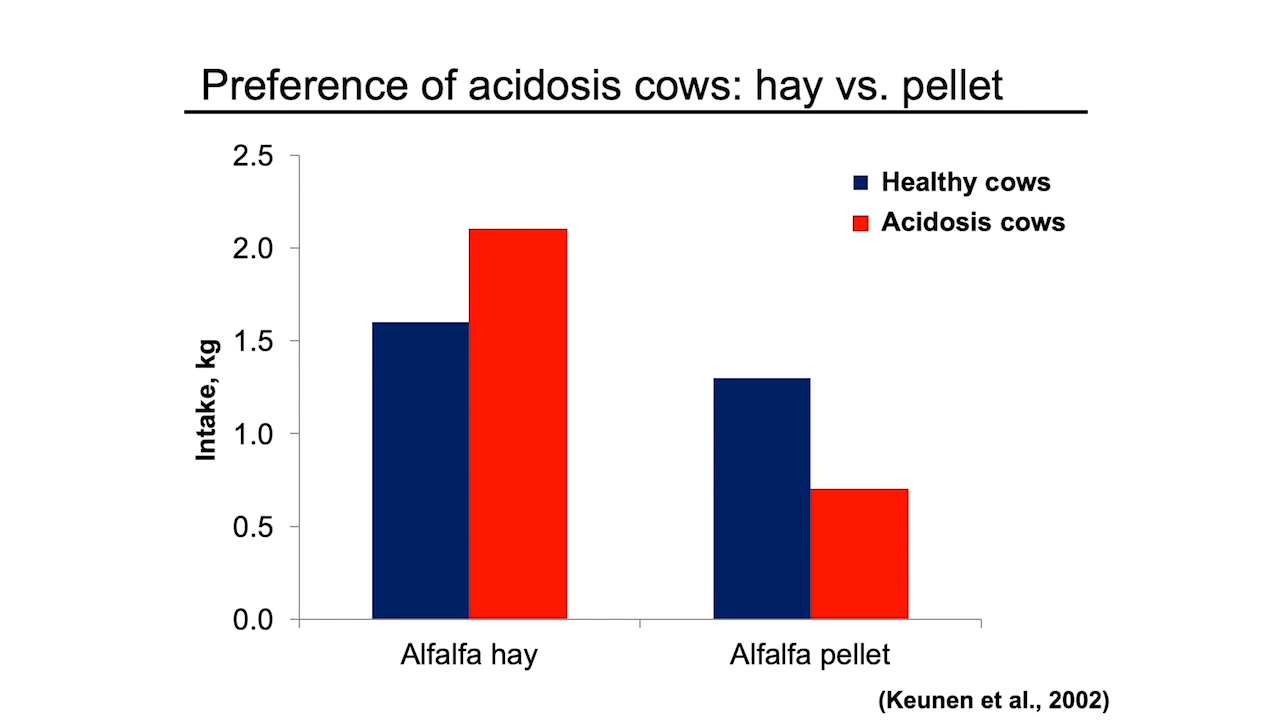 Preference of acidosis cows: hay vs. pellet
2.5
2.0
1.5
1.0
0.5
0.0
Intake, kg
Healthy cows
Acidosis cows
Alfalfa hay
Alfalfa pellet
(Keunen et al., 2002)